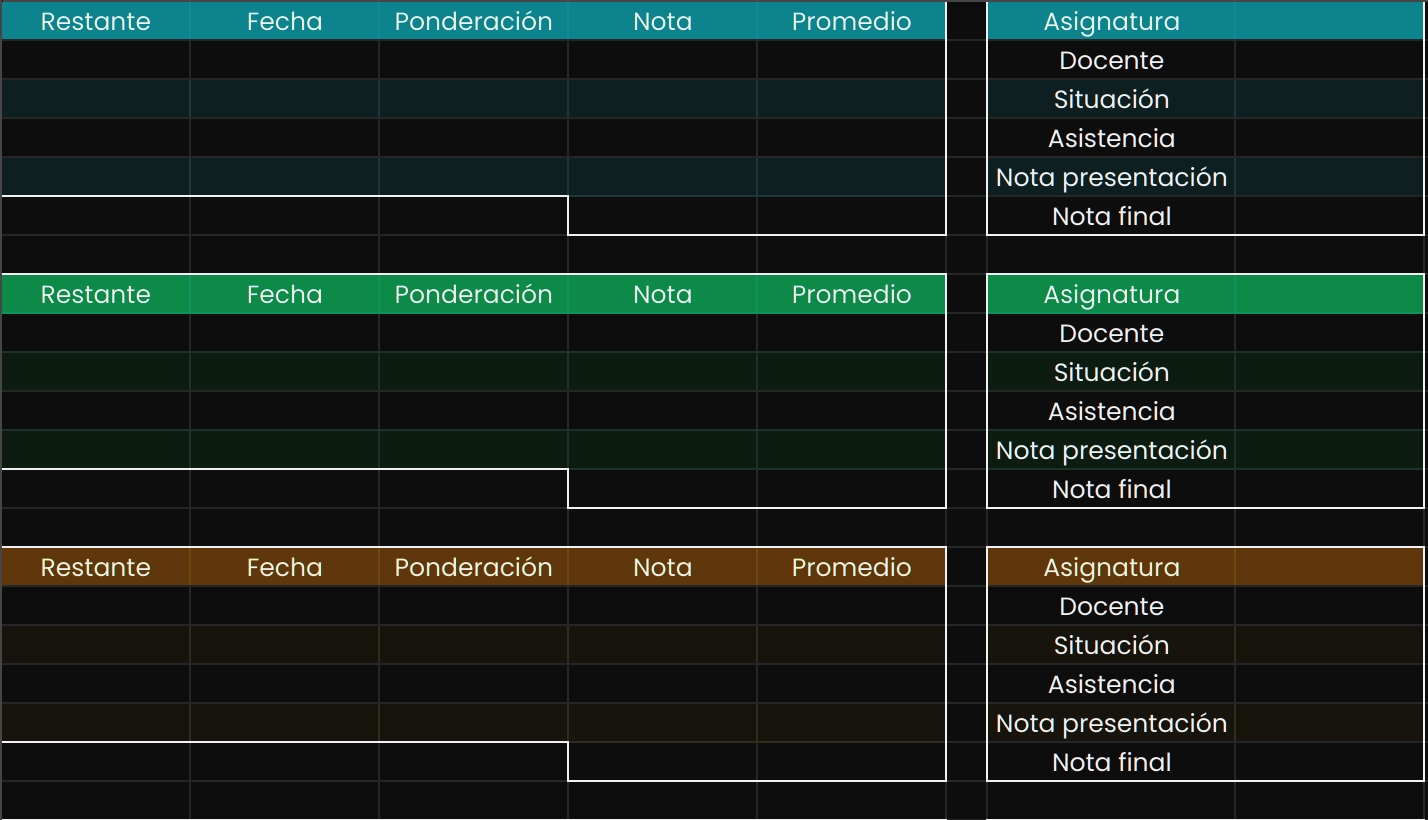 Restante Fecha Ponderación Nota Promedio Asignatura
Docente
Situación
Asistencia
Nota presentación
Nota final
Restante Fecha Ponderación Nota Promedio Asignatura
Docente
Situación
Asistencia
Nota presentación
Nota final
Restante Fecha Ponderación Nota Promedio Asignatura
Docente
Situación
Asistencia
Nota presentación
Nota final